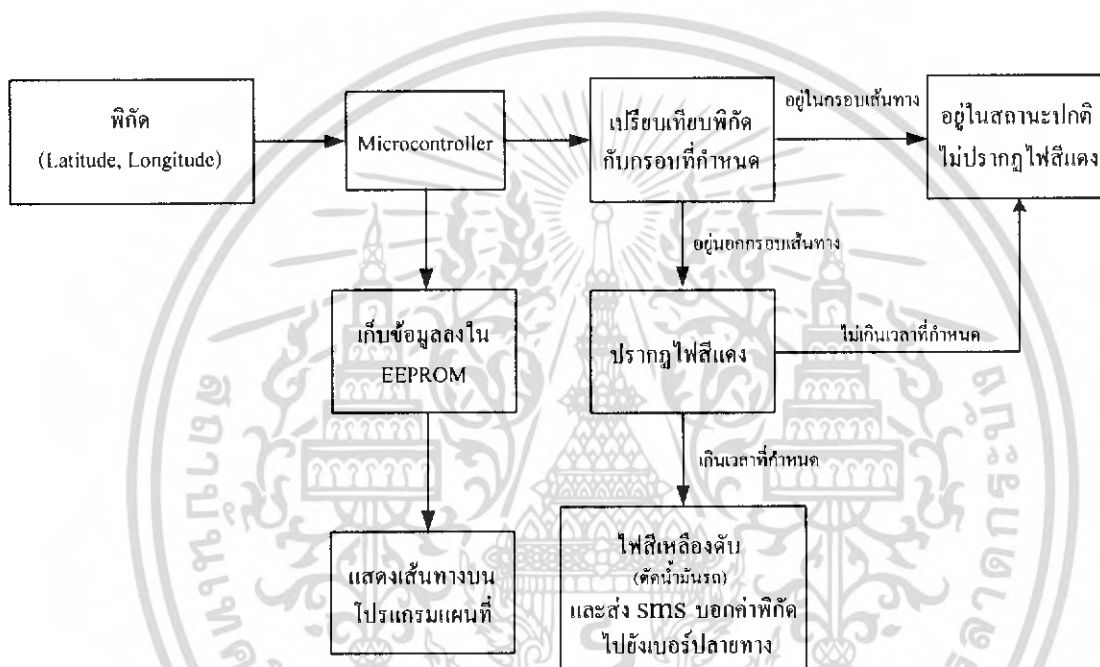 พิกัด
(Latitude, Longitude)
Microcontroller
เปรียบเทียบพิกัด
กับกรอบที่กำหนด
อยู่ในกรอบเส้นทาง
อยู่ในสถานะปกติ
ไม่ปรากฏไฟสีแดง
อยู่นอกกรอบเส้นทาง
เก็บข้อมูลลงใน
EEPROM
ปรากฏไฟสีแดง
ไม่เกินเวลาที่กำหนด
เกินเวลาที่กำหนด
แสดงเส้นทางบน
โปรแกรมแผนที่
ไฟสีเหลืองดับ
(ตัดน้ำมันรถ)
และส่ง sms บอกค่าพิกัด
ไปยังเบอร์ปลายทาง